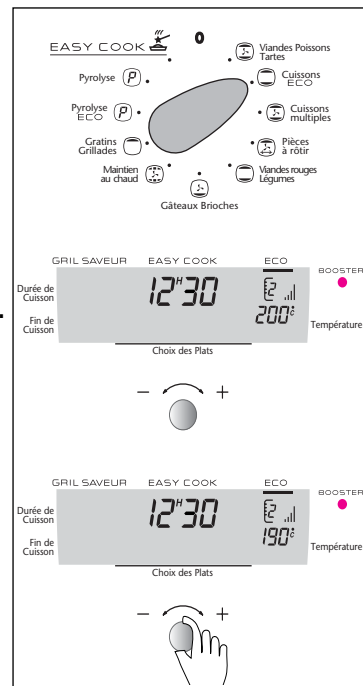 EASY COOK
0
Viandes Poissons
Tartes
Pyrolyse
P
Cuissons
ECO
Pyrolyse
ECO
P
Cuissons
multiples
Gratins
Grillades
Pièces
à rôtir
Maintien
au chaud
Viandes rouges
Légumes
Gâteaux Brioches
GRIL SAVEUR EASY COOK ECO
BOOSTER
Durée de
Cuisson
12H30
200°c
Fin de
Cuisson
Température
Choix des Plats
− +
GRIL SAVEUR EASY COOK ECO
BOOSTER
Durée de
Cuisson
12H30
190°c
Fin de
Cuisson
Température
Choix des Plats
− +